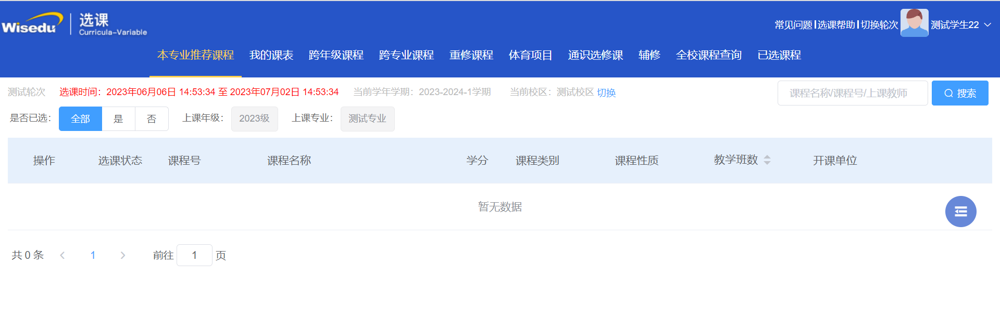 Wisedu 选课
Curricula-Variable
常见问题 | 选课帮助 | 切换轮次 测试学生22
本专业推荐课程 我的课表 跨年级课程 跨专业课程 重修课程 体育项目 通识选修课 辅修 全校课程查询 已选课程
测试轮次 选课时间：2023年06月06日 14:53:34 至 2023年07月02日 14:53:34 当前学年学期：2023-2024-1学期 当前校区：测试校区 切换 课程名称/课程号/上课教师 搜索
是否已选： 全部 是 否 上课年级： 2023级 上课专业： 测试专业
操作 选课状态 课程号 课程名称 学分 课程类别 课程性质 教学班数 开课单位
暂无数据
共 0 条 1 前往 1 页